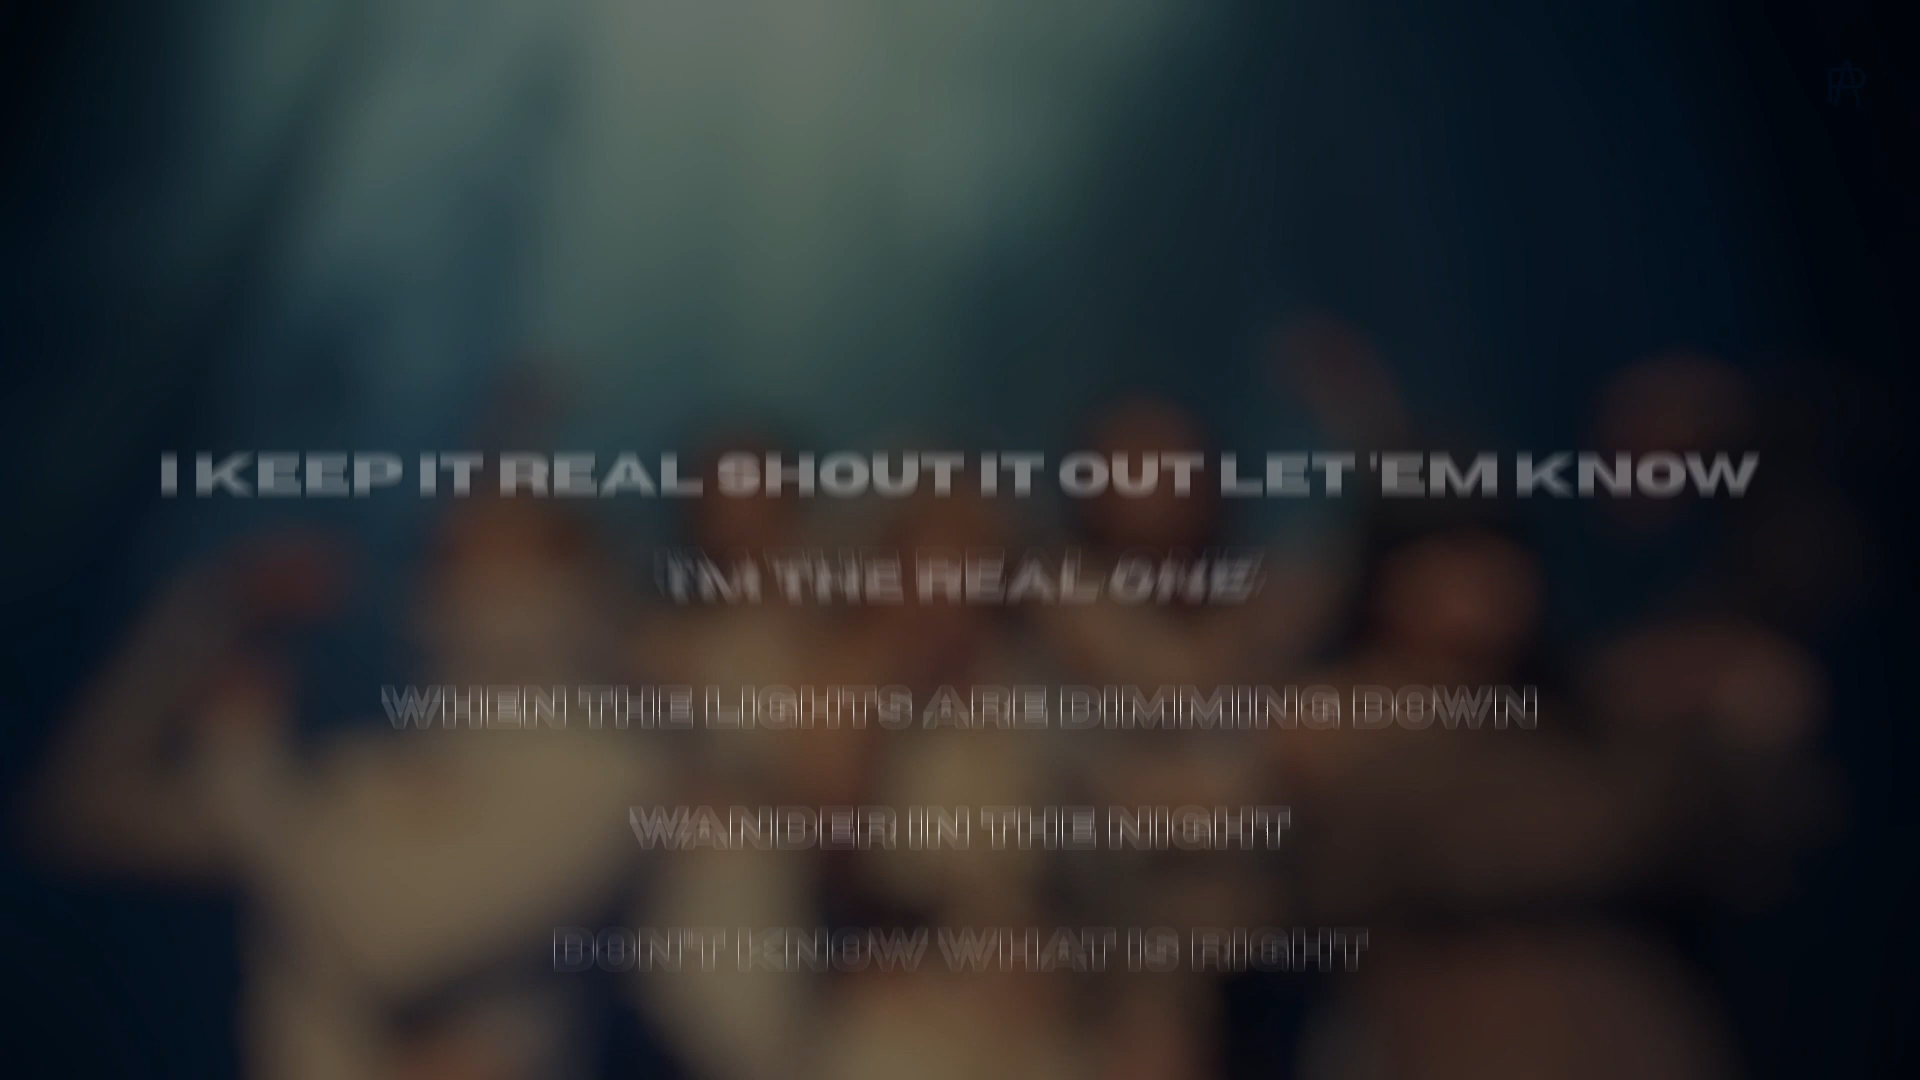 I KEEP IT REAL SHOUT IT OUT LET 'EM KNOW
I'M THE REAL ONE
WHEN THE LIGHTS ARE DIMMING DOWN
WANDER IN THE NIGHT
DON'T KNOW WHAT IS RIGHT